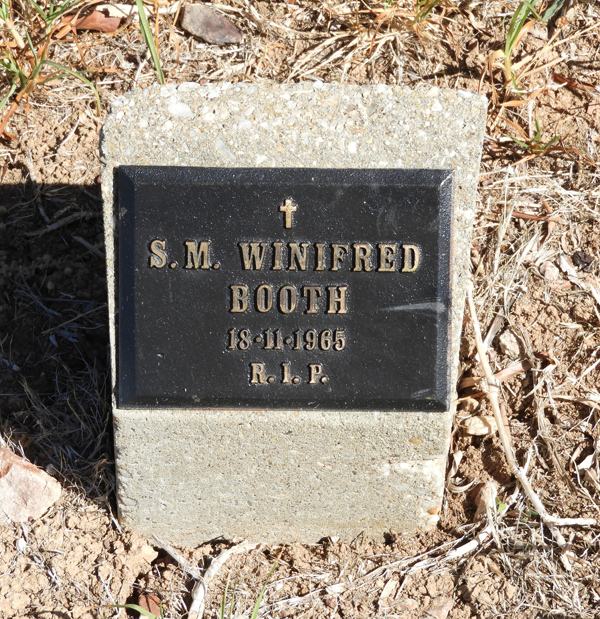 S. M. WINIFRED
BOOTH
18-11-1965
R. I. P.